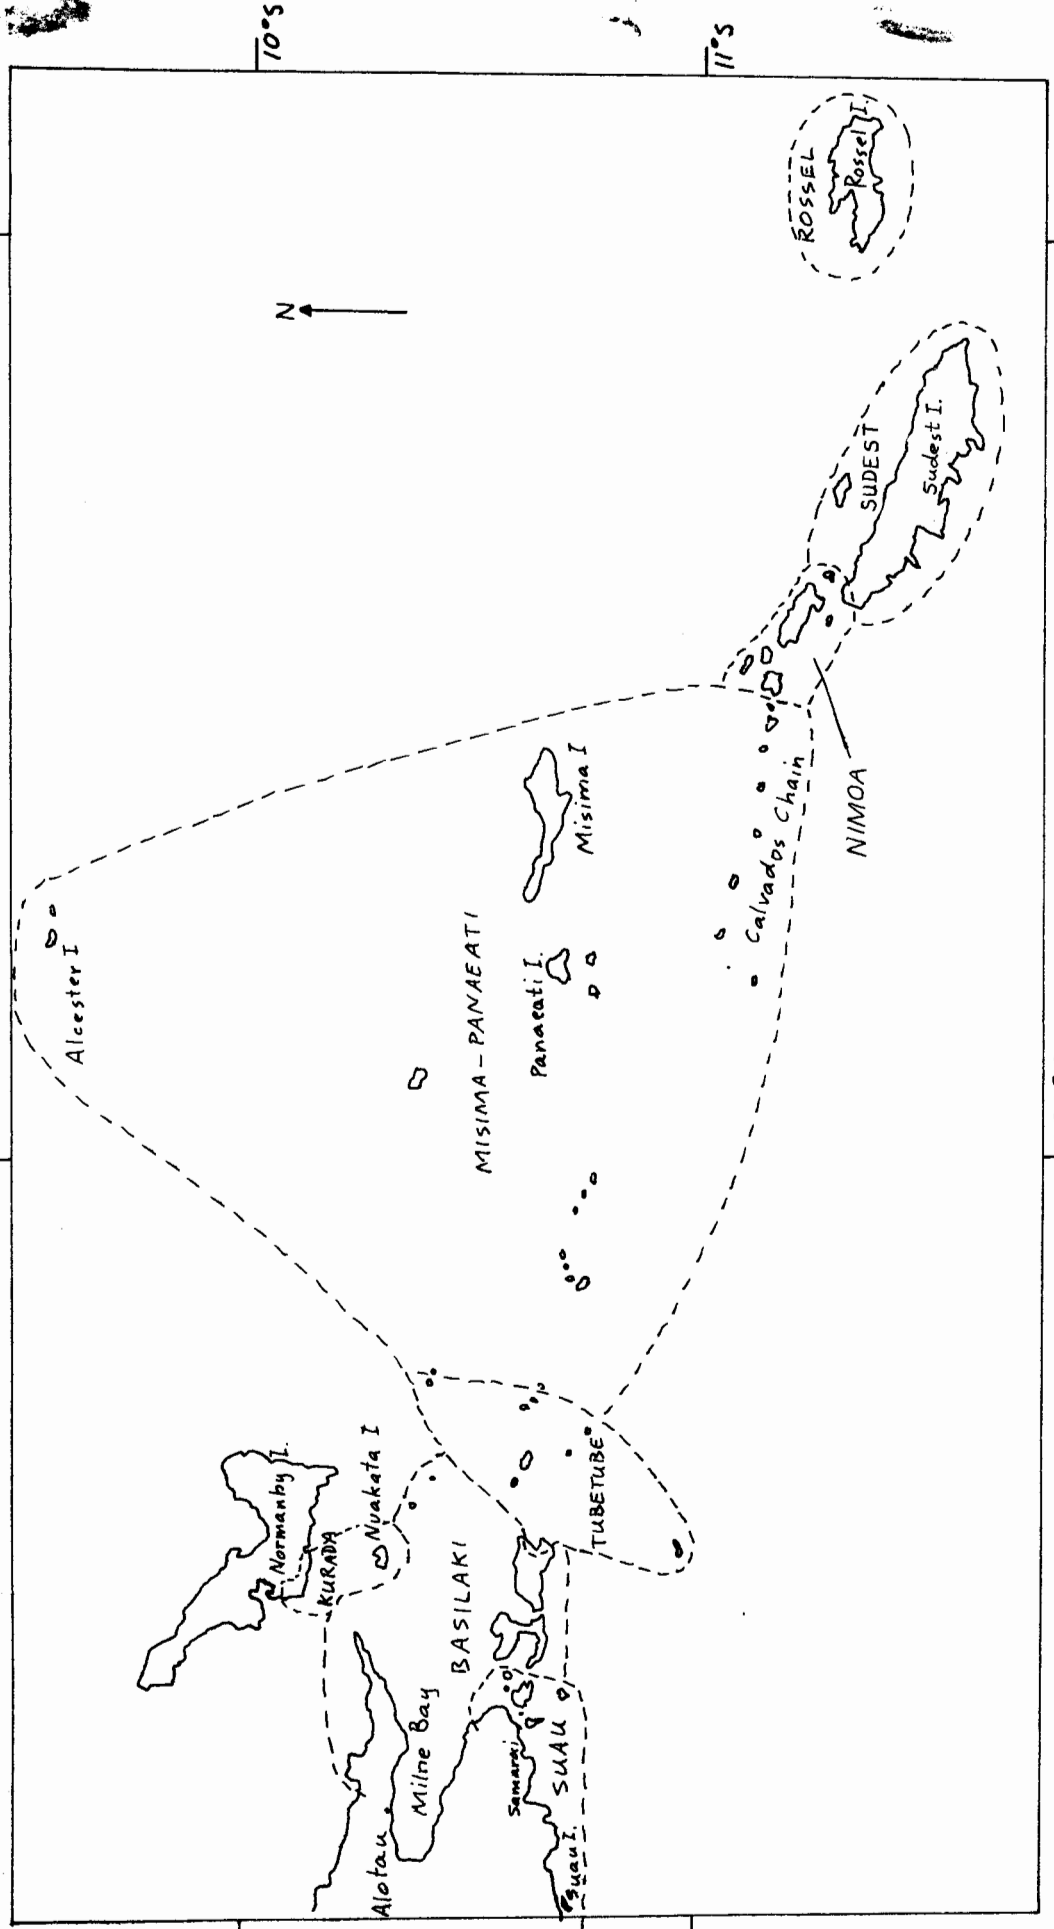 10°S
11°S
N
Alcester I
Normanby I.
KURADA
Nuakata I
Alotau
Milne Bay
BASILAKI
Samarai
SUAU
Suau I.
TUBETUBE
MISIMA-PANAEATI
Panaeati I.
Misima I
Calvados Chain
NIMOA
SUDEST
Sudest I.
ROSSEL
Rossel I.